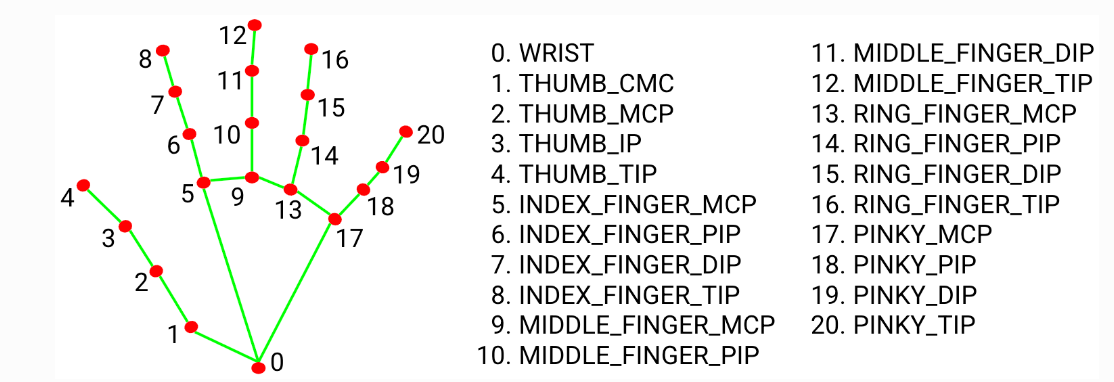 12
8
16
11
7
15
10
6
20
14
19
4
5
9
18
13
3
17
2
1
0
0. WRIST
1. THUMB_CMC
2. THUMB_MCP
3. THUMB_IP
4. THUMB_TIP
5. INDEX_FINGER_MCP
6. INDEX_FINGER_PIP
7. INDEX_FINGER_DIP
8. INDEX_FINGER_TIP
9. MIDDLE_FINGER_MCP
10. MIDDLE_FINGER_PIP
11. MIDDLE_FINGER_DIP
12. MIDDLE_FINGER_TIP
13. RING_FINGER_MCP
14. RING_FINGER_PIP
15. RING_FINGER_DIP
16. RING_FINGER_TIP
17. PINKY_MCP
18. PINKY_PIP
19. PINKY_DIP
20. PINKY_TIP